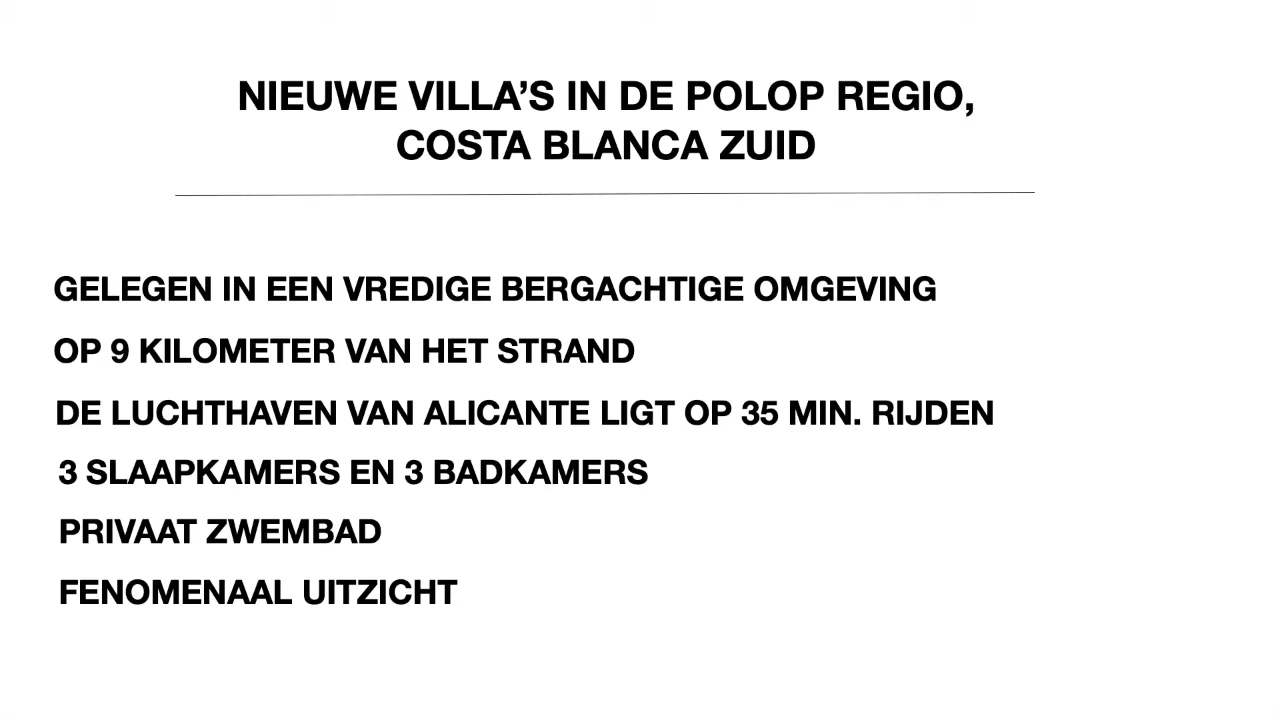 NIEUWE VILLA’S IN DE POLOP REGIO,
COSTA BLANCA ZUID
GELEGEN IN EEN VREDIGE BERGACHTIGE OMGEVING
OP 9 KILOMETER VAN HET STRAND
DE LUCHTHAVEN VAN ALICANTE LIGT OP 35 MIN. RIJDEN
3 SLAAPKAMERS EN 3 BADKAMERS
PRIVAAT ZWEMBAD
FENOMENAAL UITZICHT